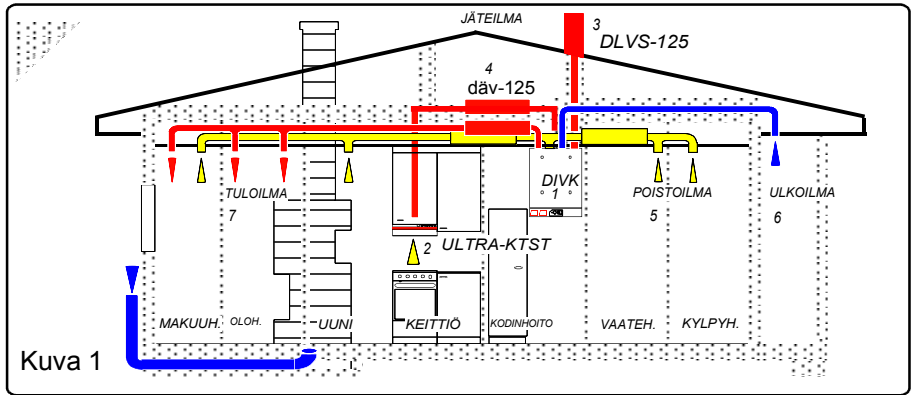 JÄTEILMA
3
DLVS-125
4
däv-125
DIVK
1
TULOILMA
7
POISTOILMA
5
ULKOILMA
6
2
ULTRA-KTST
MAKUUH.
OLOH.
UUNI
KEITTIÖ
KODINHOITO
VAATEH.
KYLPYH.
Kuva 1